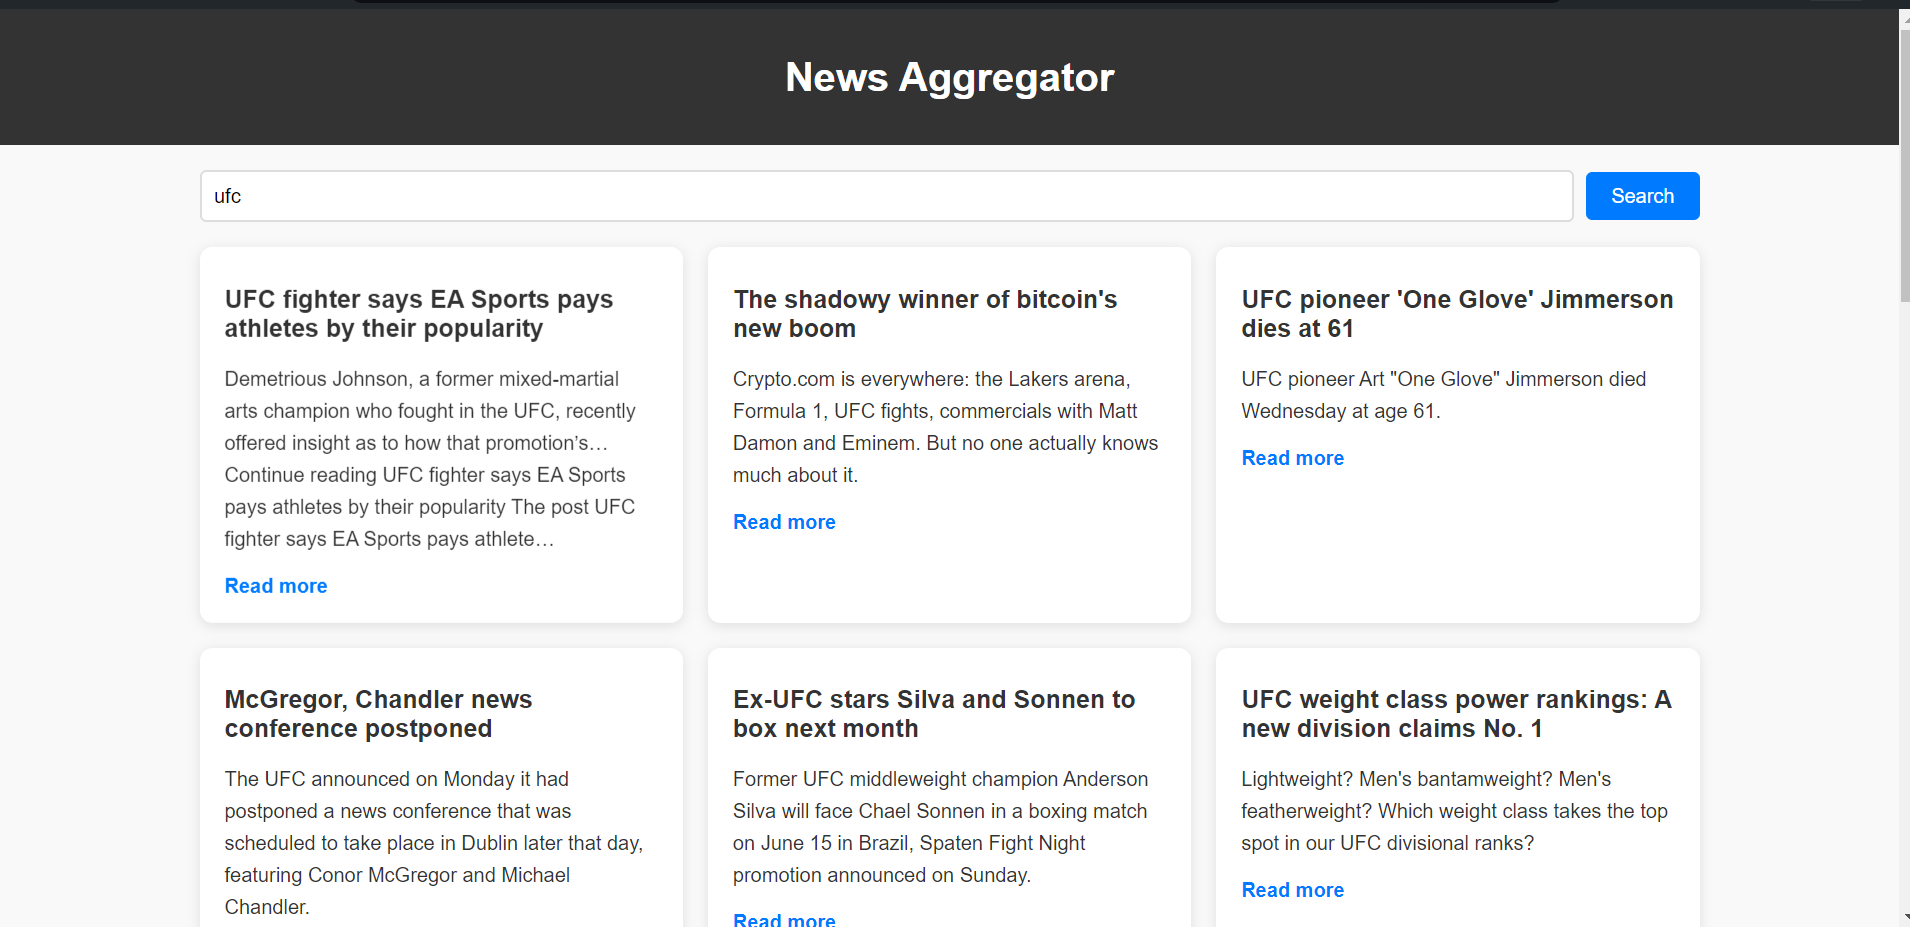 News Aggregator
ufc
Search
UFC fighter says EA Sports pays
athletes by their popularity
Demetrious Johnson, a former mixed-martial
arts champion who fought in the UFC, recently
offered insight as to how that promotion’s…
Continue reading UFC fighter says EA Sports
pays athletes by their popularity The post UFC
fighter says EA Sports pays athlete…
Read more
The shadowy winner of bitcoin's
new boom
Crypto.com is everywhere: the Lakers arena,
Formula 1, UFC fights, commercials with Matt
Damon and Eminem. But no one actually knows
much about it.
Read more
UFC pioneer 'One Glove' Jimmerson
dies at 61
UFC pioneer Art "One Glove" Jimmerson died
Wednesday at age 61.
Read more
McGregor, Chandler news
conference postponed
The UFC announced on Monday it had
postponed a news conference that was
scheduled to take place in Dublin later that day,
featuring Conor McGregor and Michael
Chandler.
Ex-UFC stars Silva and Sonnen to
box next month
Former UFC middleweight champion Anderson
Silva will face Chael Sonnen in a boxing match
on June 15 in Brazil, Spaten Fight Night
promotion announced on Sunday.
Read more
UFC weight class power rankings: A
new division claims No. 1
Lightweight? Men's bantamweight? Men's
featherweight? Which weight class takes the top
spot in our UFC divisional ranks?
Read more